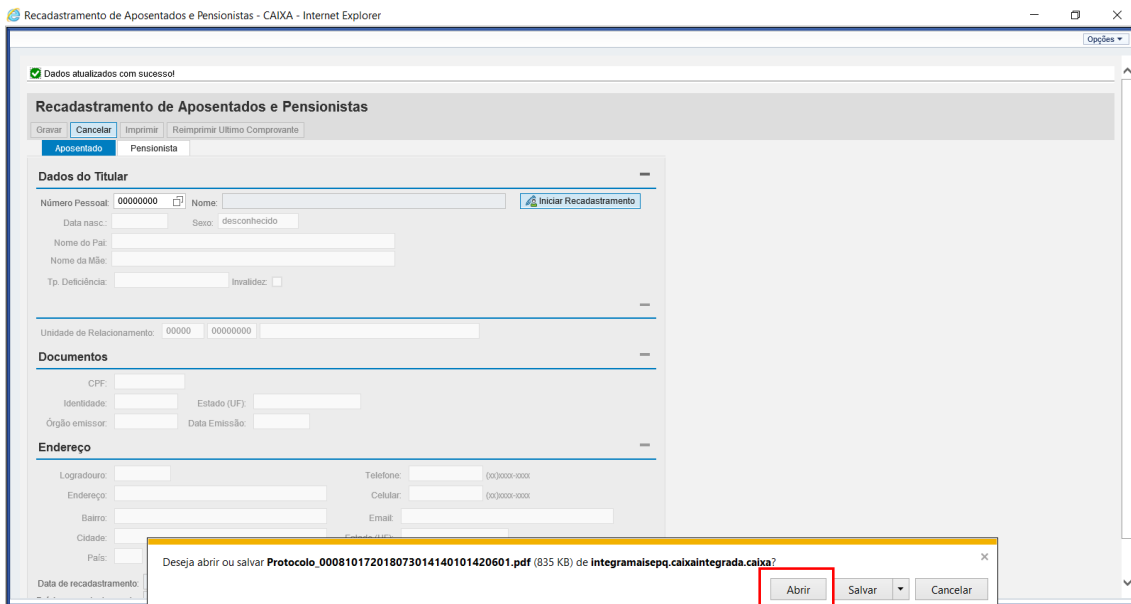 Recadastramento de Aposentados e Pensionistas - CAIXA - Internet Explorer
Opções
Dados atualizados com sucesso!
Recadastramento de Aposentados e Pensionistas
Gravar Cancelar Imprimir Reimprimir Ultimo Comprovante
Aposentado Pensionista
Dados do Titular
Número Pessoal: 00000000 Nome: Iniciar Recadastramento
Data nasc.: Sexo: desconhecido
Nome do Pai:
Nome da Mãe:
Tp. Deficiência: Invalidez:
Unidade de Relacionamento: 00000 00000000
Documentos
CPF:
Identidade: Estado (UF):
Órgão emissor: Data Emissão:
Endereço
Logradouro: Telefone: (xx)xxxx-xxxx
Endereço: Celular: (xx)xxxx-xxxx
Bairro: Email:
Cidade: Estado (UF):
País:
Deseja abrir ou salvar Protocolo_00081017201807301414010142060​1.pdf (835 KB) de integramaisepq.caixaintegrada.caixa?
Data de recadastramento:
Abrir Salvar Cancelar